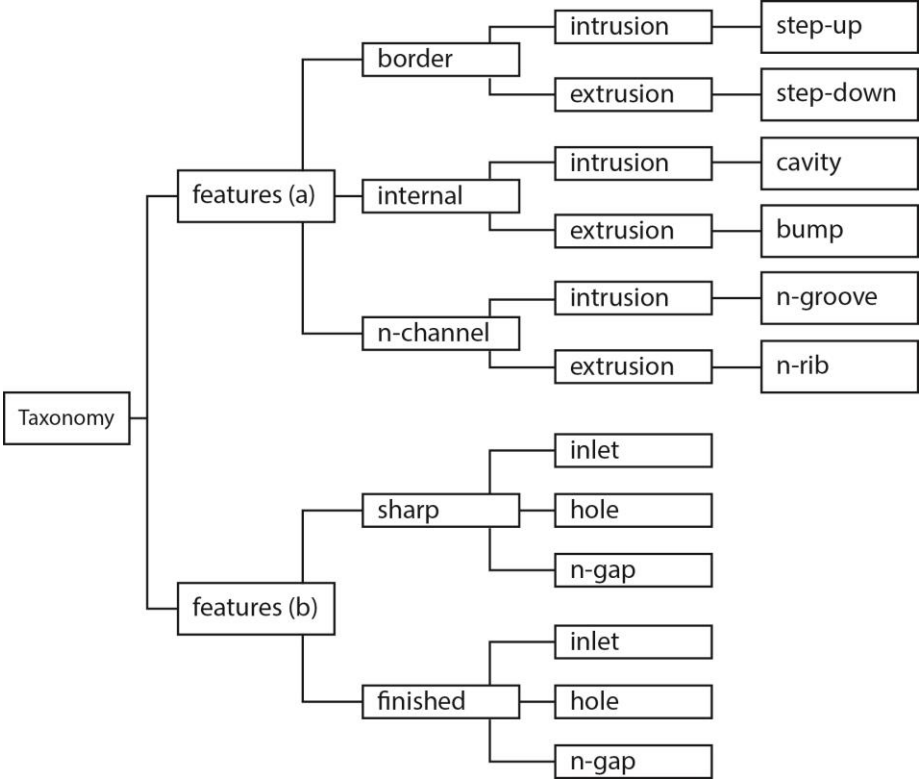 intrusion
step-up
border
extrusion
step-down
intrusion
cavity
features (a)
internal
extrusion
bump
intrusion
n-groove
n-channel
extrusion
n-rib
Taxonomy
inlet
sharp
hole
n-gap
features (b)
inlet
finished
hole
n-gap